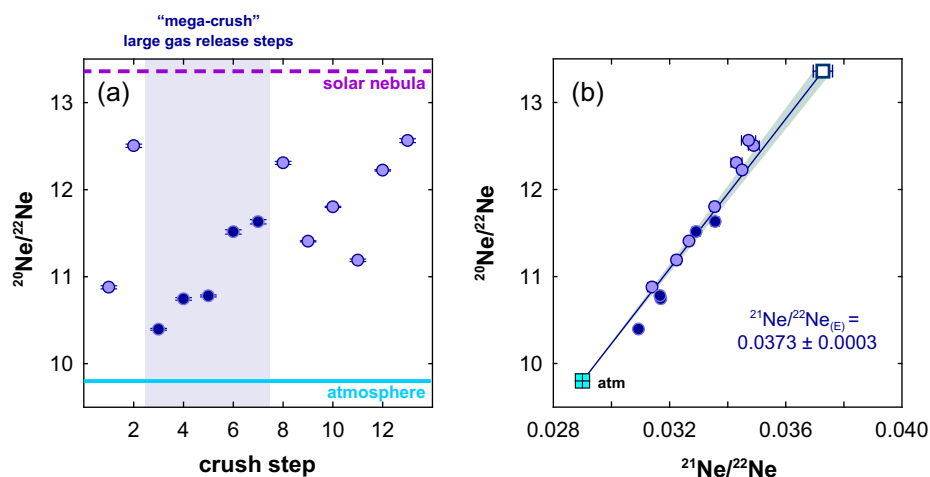 “mega-crush”
large gas release steps
(a)
solar nebula
atmosphere
13
12
11
10
²⁰Ne/²²Ne
2 4 6 8 10 12
crush step
(b)
²¹Ne/²²Ne(E) =
0.0373 ± 0.0003
atm
13
12
11
10
²⁰Ne/²²Ne
0.028 0.032 0.036 0.040
²¹Ne/²²Ne